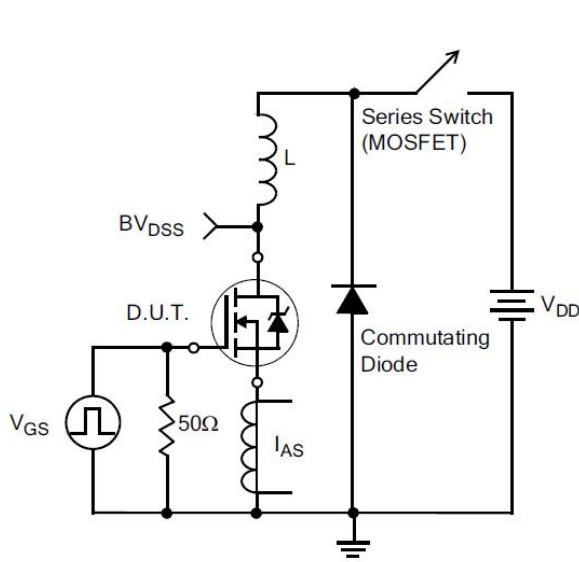 Series Switch
(MOSFET)
L
BVDSS
D.U.T.
VDD
Commutating
Diode
VGS
50Ω
IAS